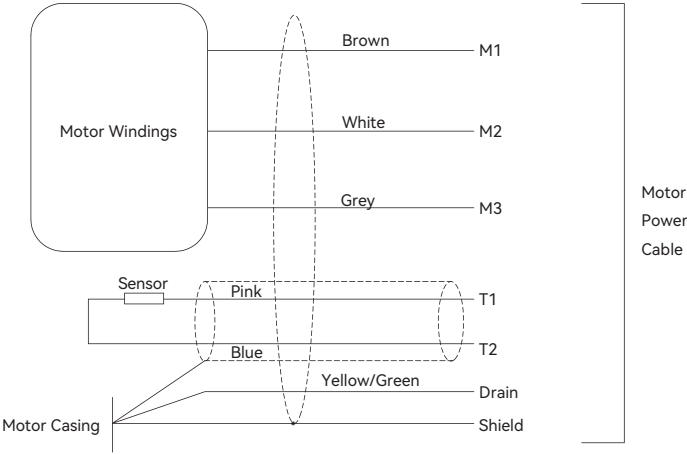 Brown
M1
Motor Windings
White
M2
Grey
M3
Motor
Power
Cable
Sensor
Pink
T1
Blue
T2
Yellow/Green
Drain
Motor Casing
Shield